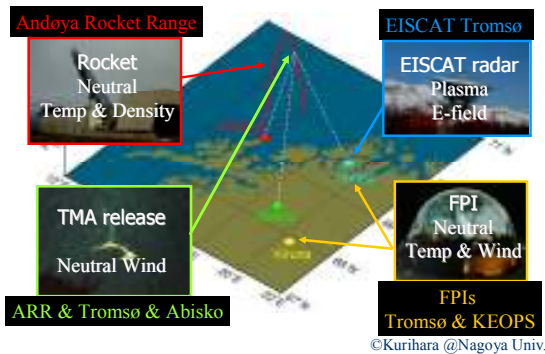 Andøya Rocket Range
Rocket
Neutral
Temp & Density
EISCAT Tromsø
EISCAT radar
Plasma
E-field
TMA release
Neutral Wind
ARR & Tromsø & Abisko
FPI
Neutral
Temp & Wind
FPIs
Tromsø & KEOPS
Kiruna
©Kurihara @Nagoya Univ.